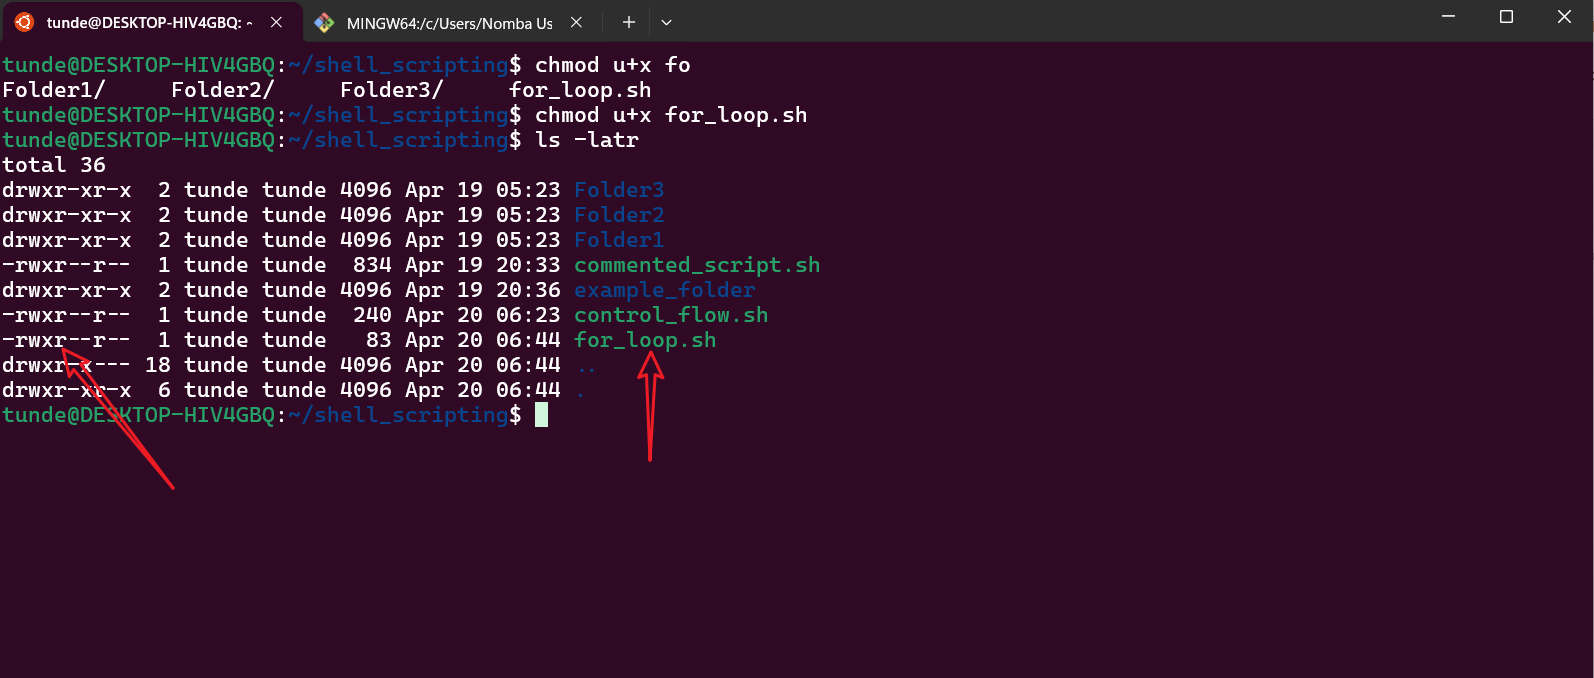 tunde@DESKTOP-HIV4GBQ: ~ MINGW64:/c/Users/Nomba Us
tunde@DESKTOP-HIV4GBQ:~/shell_scripting$ chmod u+x fo
Folder1/     Folder2/     Folder3/     for_loop.sh
tunde@DESKTOP-HIV4GBQ:~/shell_scripting$ chmod u+x for_loop.sh
tunde@DESKTOP-HIV4GBQ:~/shell_scripting$ ls -latr
total 36
drwxr-xr-x  2 tunde tunde 4096 Apr 19 05:23 Folder3
drwxr-xr-x  2 tunde tunde 4096 Apr 19 05:23 Folder2
drwxr-xr-x  2 tunde tunde 4096 Apr 19 05:23 Folder1
-rwxr--r--  1 tunde tunde  834 Apr 19 20:33 commented_script.sh
drwxr-xr-x  2 tunde tunde 4096 Apr 19 20:36 example_folder
-rwxr--r--  1 tunde tunde  240 Apr 20 06:23 control_flow.sh
-rwxr--r--  1 tunde tunde   83 Apr 20 06:44 for_loop.sh
drwxr-x--- 18 tunde tunde 4096 Apr 20 06:44 ..
drwxr-xr-x  6 tunde tunde 4096 Apr 20 06:44 .
tunde@DESKTOP-HIV4GBQ:~/shell_scripting$